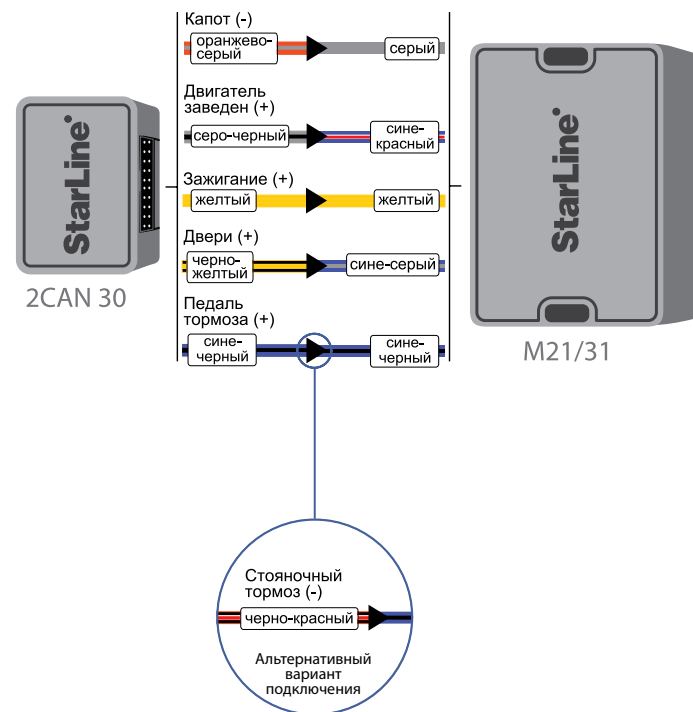 Капот (-)
оранжево-
серый
серый
Двигатель
заведен (+)
серо-черный
сине-
красный
Зажигание (+)
желтый
желтый
Двери (+)
черно-
желтый
сине-серый
Педаль
тормоза (+)
сине-
черный
сине-
черный
StarLine
2CAN 30
StarLine
M21/31
Стояночный
тормоз (-)
черно-красный
Альтернативный
вариант
подключения